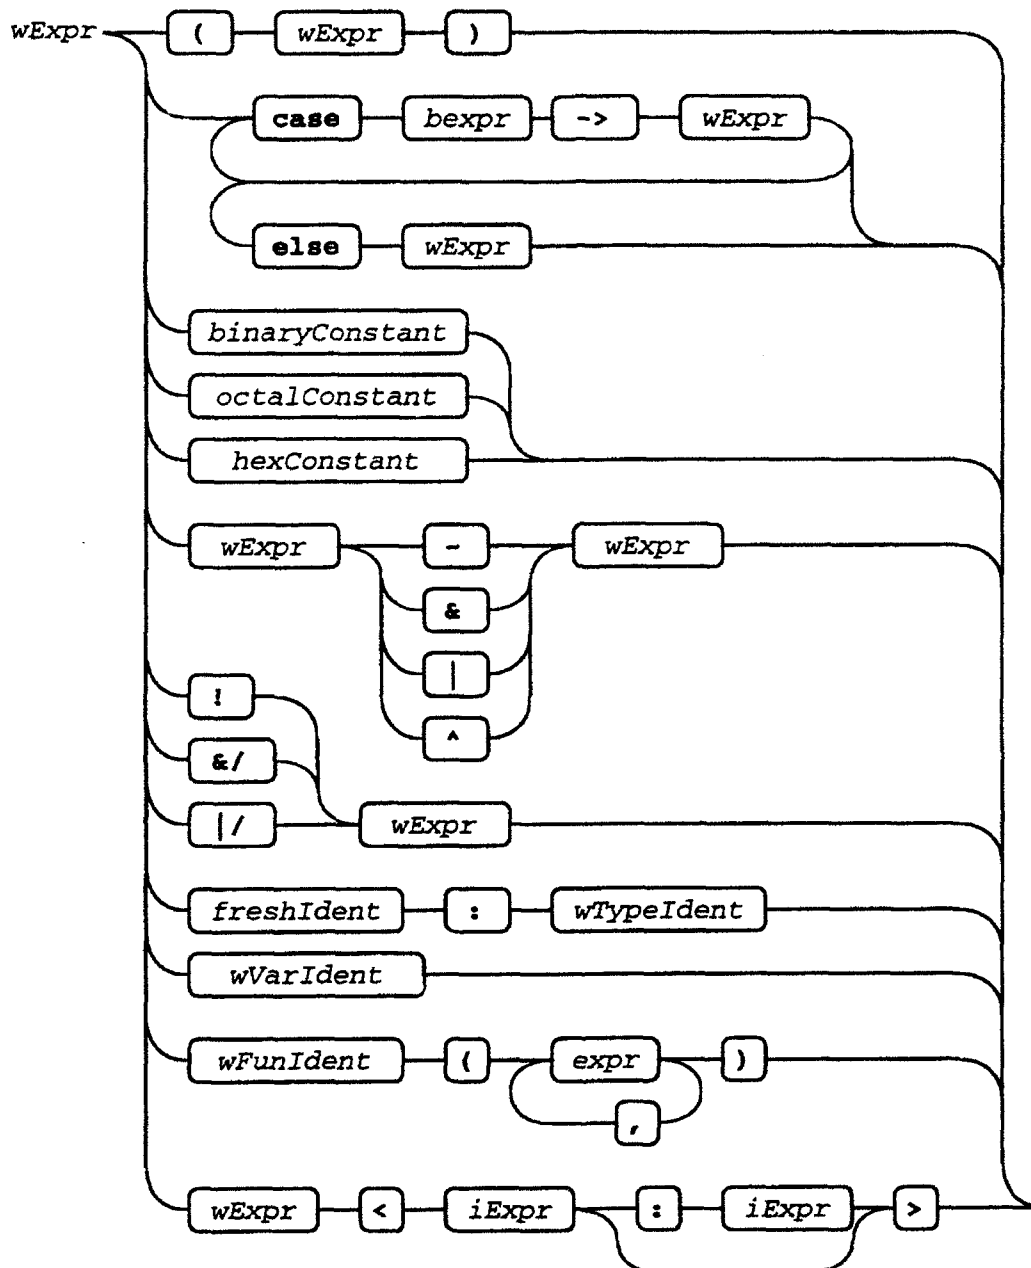 wExpr ( wExpr )
case bexpr -> wExpr
else wExpr
binaryConstant
octalConstant
hexConstant
wExpr ~ wExpr
&
|
^
!
&/
|/ wExpr
freshIdent : wTypeIdent
wVarIdent
wFunIdent ( expr )
,
wExpr < iExpr : iExpr >